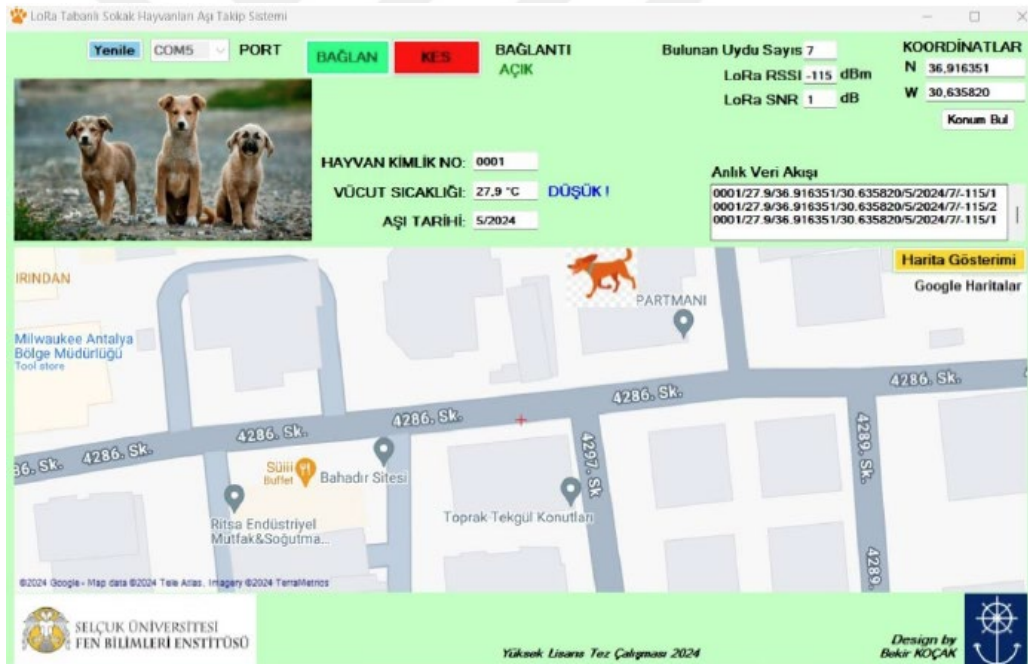 LoRa Tabanlı Sokak Hayvanları Aşı Takip Sistemi
Yenile COM5 PORT BAĞLAN KES BAĞLANTI
AÇIK
Bulunan Uydu Sayıs 7
LoRa RSSI -115 dBm
LoRa SNR 1 dB
KOORDİNATLAR
N 36,916351
W 30,635820
Konum Bul
HAYVAN KİMLİK NO: 0001
VÜCUT SICAKLIĞI: 27,9 °C DÜŞÜK !
AŞI TARİHİ: 5/2024
Anlık Veri Akışı
0001/27.9/36.916351/30.635820/5/2024/7/-115/1
0001/27.9/36.916351/30.635820/5/2024/7/-115/2
0001/27.9/36.916351/30.635820/5/2024/7/-115/1
Harita Gösterimi
Google Haritalar
IRINDAN
PARTMANI
Milwaukee Antalya
Bölge Müdürlüğü
Tool store
4286. Sk.
4286. Sk.
4286. Sk.
4286. Sk.
4286. Sk.
86. Sk.
4297. Sk
4289. Sk.
4289.
Süiii
Buffet
Bahadır Sitesi
Ritsa Endüstriyel
Mutfak&Soğutma...
Toprak Tekgül Konutları
©2024 Google - Map data ©2024 Tele Atlas, Imagery ©2024 TerraMetrics
SELÇUK ÜNİVERSİTESİ
FEN BİLİMLERİ ENSTİTÜSÜ
Yüksek Lisans Tez Çalışması 2024
Design by
Bekir KOÇAK